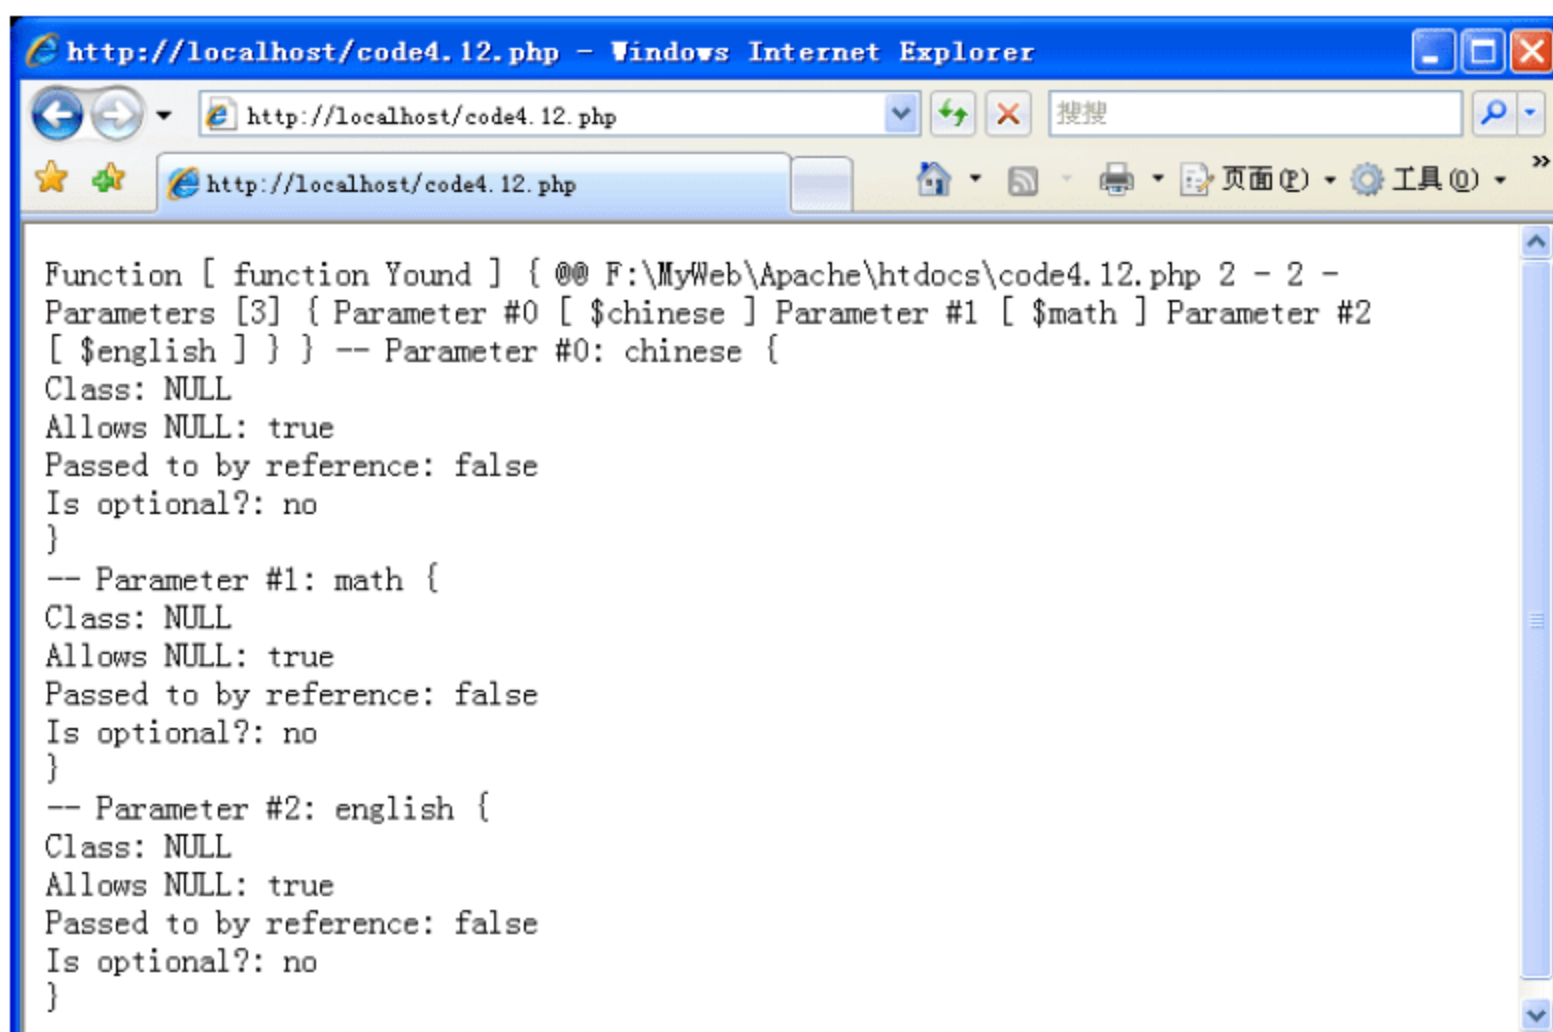 http://localhost/code4.12.php - Windows Internet Explorer
http://localhost/code4.12.php
搜搜
http://localhost/code4.12.php
页面(P)
工具(O)
»
Function [ function Yound ] { @@ F:\MyWeb\Apache\htdocs\code4.12.php 2 - 2 -
Parameters [3] { Parameter #0 [ $chinese ] Parameter #1 [ $math ] Parameter #2
[ $english ] } } -- Parameter #0: chinese {
Class: NULL
Allows NULL: true
Passed to by reference: false
Is optional?: no
}
-- Parameter #1: math {
Class: NULL
Allows NULL: true
Passed to by reference: false
Is optional?: no
}
-- Parameter #2: english {
Class: NULL
Allows NULL: true
Passed to by reference: false
Is optional?: no
}